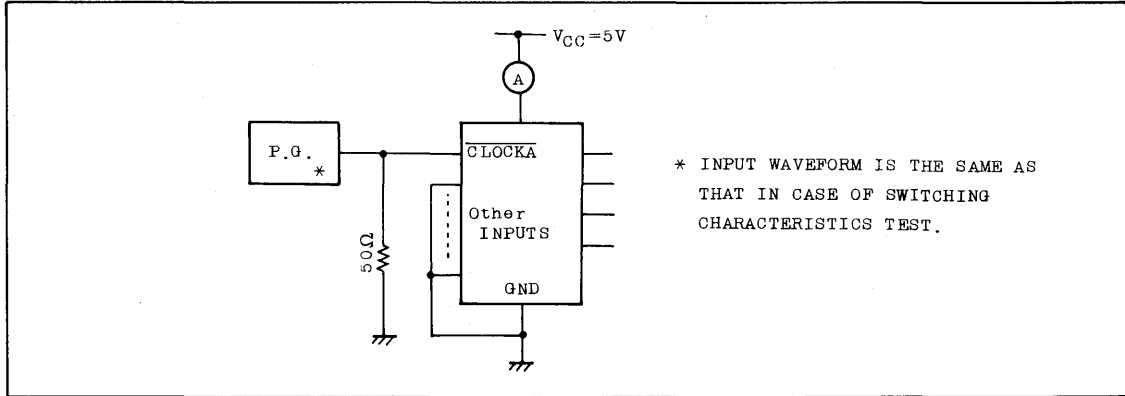 VCC=5V
A
P.G.
*
CLOCKA
Other
INPUTS
GND
50Ω
* INPUT WAVEFORM IS THE SAME AS
THAT IN CASE OF SWITCHING
CHARACTERISTICS TEST.